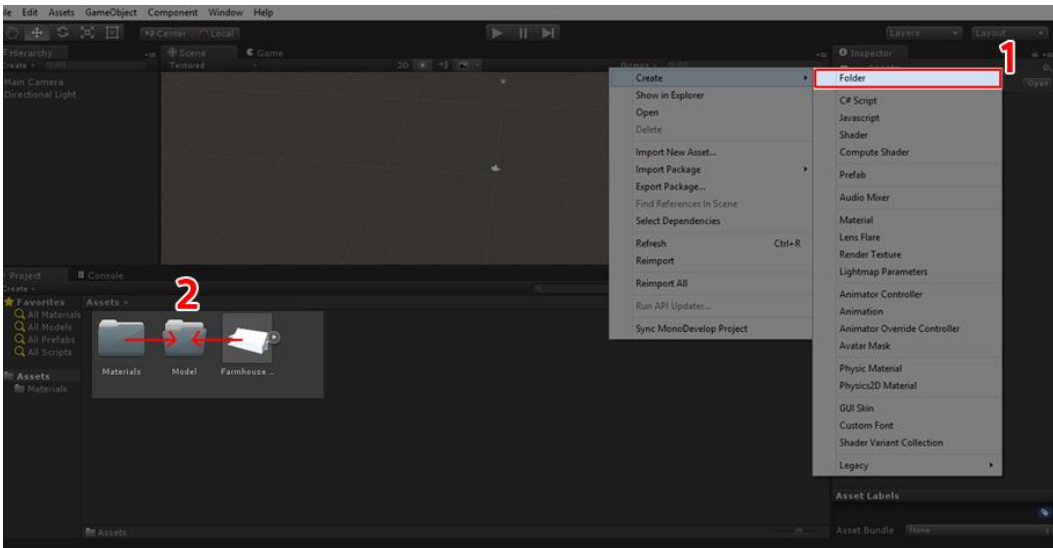 ile Edit Assets GameObject Component Window Help
Center Local
Layers
Layout
Hierarchy
Scene
Game
Inspector
Create
Textured
2D
Gizmos
Open
Main Camera
Directional Light
1
Create
Show in Explorer
Open
Delete
Import New Asset...
Import Package
Export Package...
Find References In Scene
Select Dependencies
Refresh Ctrl+R
Reimport
Reimport All
Run API Updater...
Sync MonoDevelop Project
Folder
C# Script
Javascript
Shader
Compute Shader
Prefab
Audio Mixer
Material
Lens Flare
Render Texture
Lightmap Parameters
Animator Controller
Animation
Animator Override Controller
Avatar Mask
Physic Material
Physics2D Material
GUI Skin
Custom Font
Shader Variant Collection
Legacy
Project
Console
Create
Favorites
All Materials
All Models
All Prefabs
All Scripts
Assets
Materials
Assets
2
Materials
Model
Farmhouse ...
Assets
Asset Labels
Asset Bundle None